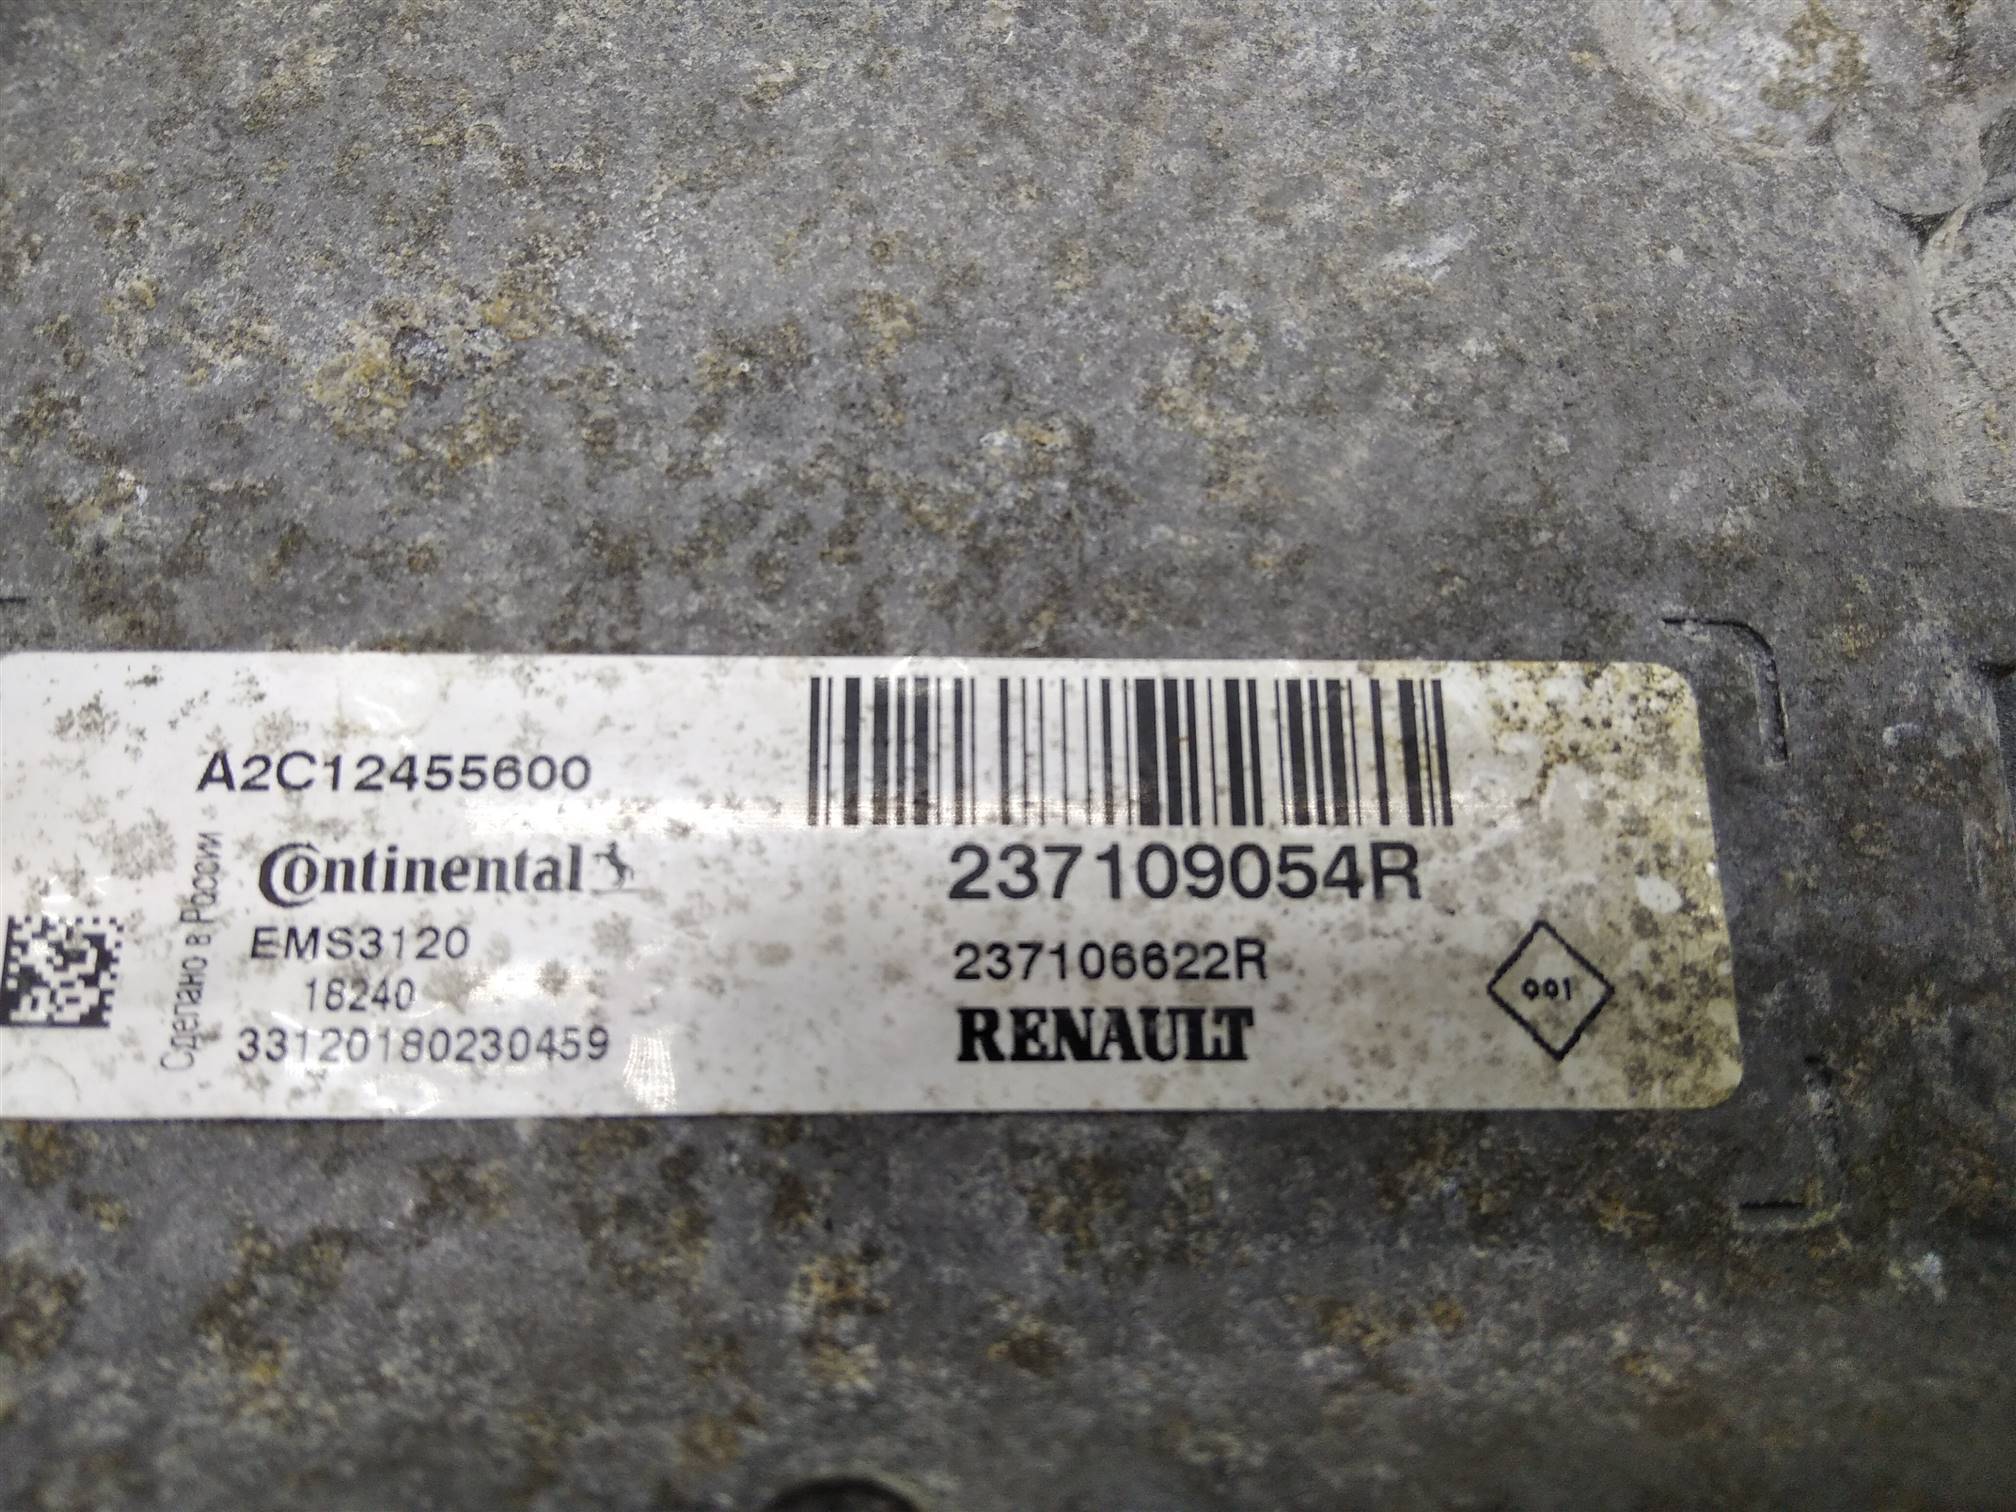 A2C12455600
Continental
EMS3120
18240
33120180230459
Сделано в России
237109054R
237106622R
RENAULT
001